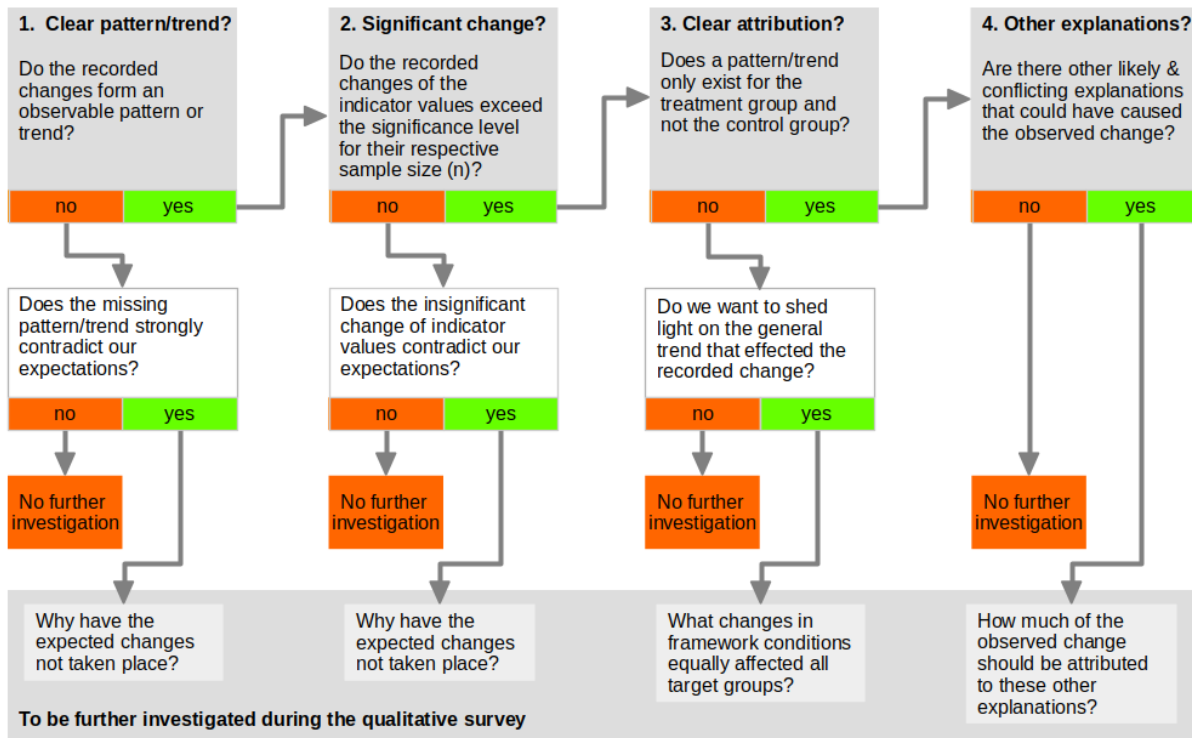 1.  Clear pattern/trend?
Do the recorded
changes form an
observable pattern or
trend?
no
yes
Does the missing
pattern/trend strongly
contradict our
expectations?
no
yes
No further
investigation
Why have the
expected changes
not taken place?
2. Significant change?
Do the recorded
changes of the
indicator values exceed
the significance level
for their respective
sample size (n)?
no
yes
Does the insignificant
change of indicator
values contradict our
expectations?
no
yes
No further
investigation
Why have the
expected changes
not taken place?
3. Clear attribution?
Does a pattern/trend
only exist for the
treatment group and
not the control group?
no
yes
Do we want to shed
light on the general
trend that effected the
recorded change?
no
yes
No further
investigation
What changes in
framework conditions
equally affected all
target groups?
4. Other explanations?
Are there other likely &
conflicting explanations
that could have caused
the observed change?
no
yes
No further
investigation
How much of the
observed change
should be attributed
to these other
explanations?
To be further investigated during the qualitative survey